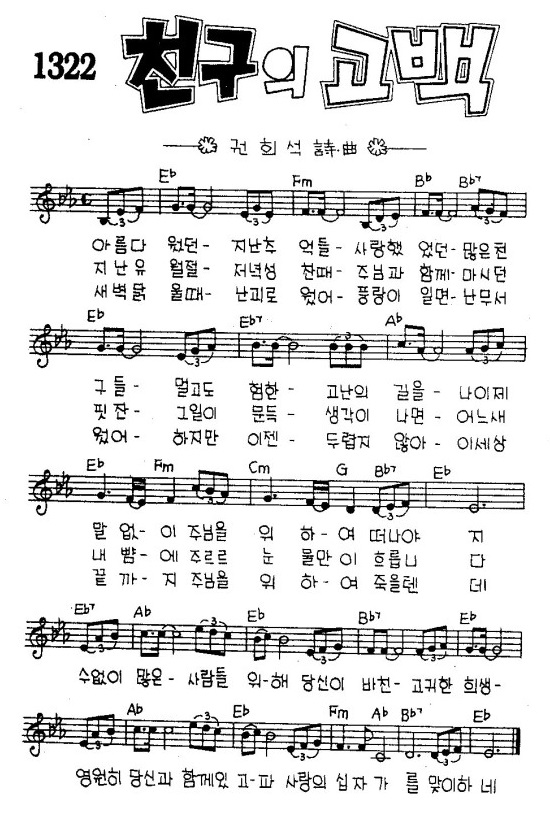 1322 친구의 고백
권희석 詩·曲
Eb Fm Bb Bb7
아름다 웠던- 지난추 억들- 사랑했 었던- 많은친
지난유 월절- 저녁성 찬때- 주님과 함께- 마시던
새벽닭 울때- 난괴로 웠어- 풍랑이 일면- 난무서
Eb Eb7 Ab
구들- 멀고도 험한- 고난의 길을- 나이제
핏잔- 그일이 문득- 생각이 나면- 어느새
웠어- 하지만 이젠- 두렵지 않아- 이세상
Eb Fm Cm G Bb7 Eb
말 없-이 주님을 위 하-여 떠나야 지
내 뺨-에 주르르 눈 물만 이 흐릅니 다
끝 까-지 주님을 위 하-여 죽을텐 데
Eb7 Ab Eb Bb7 Eb
수없이 많은- 사람들 위-해 당신이 바친- 고귀한 희생-
Ab Eb Fm Ab Bb7 Eb
영원히 당신과 함께있 고-파 사랑의 십자 가 를 맞이하 네